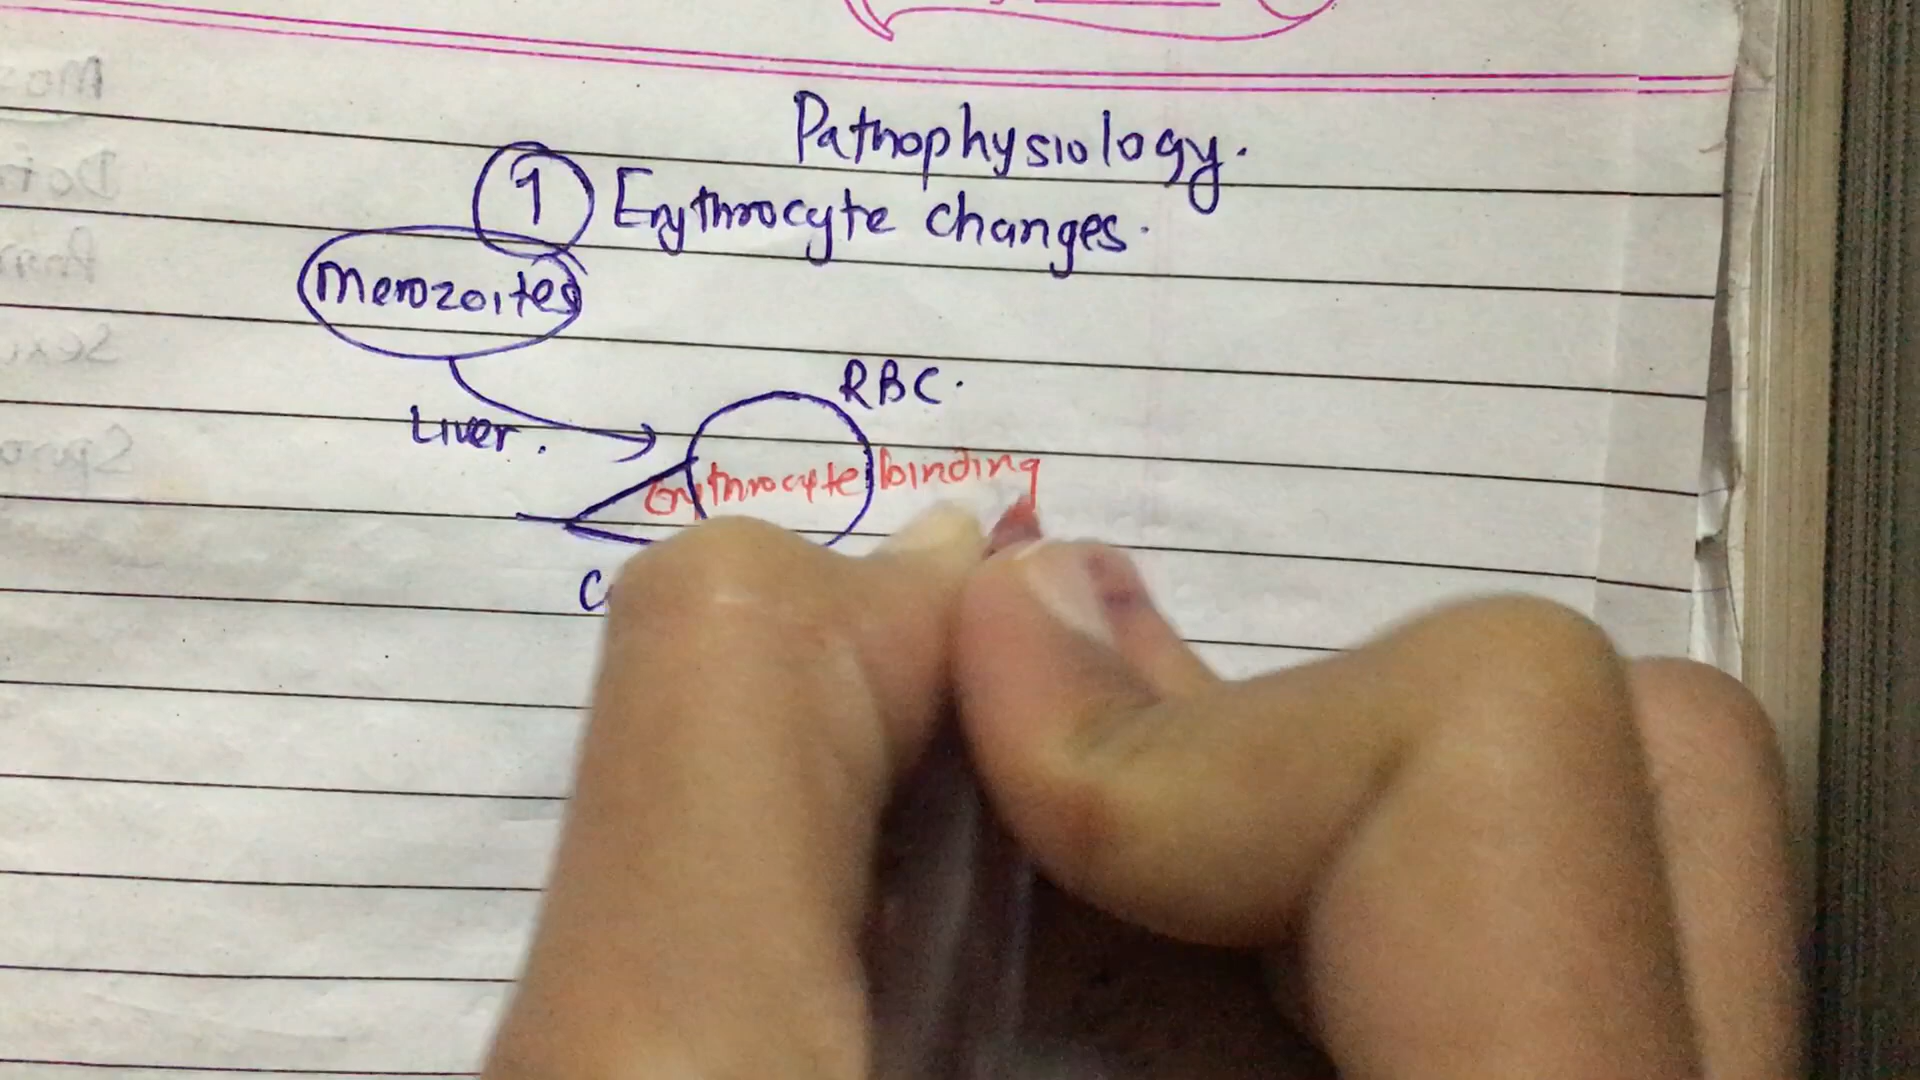 Pathophysiology.
1 Erythrocyte changes.
Merozoites
RBC.
Liver.
Erythrocyte binding
C